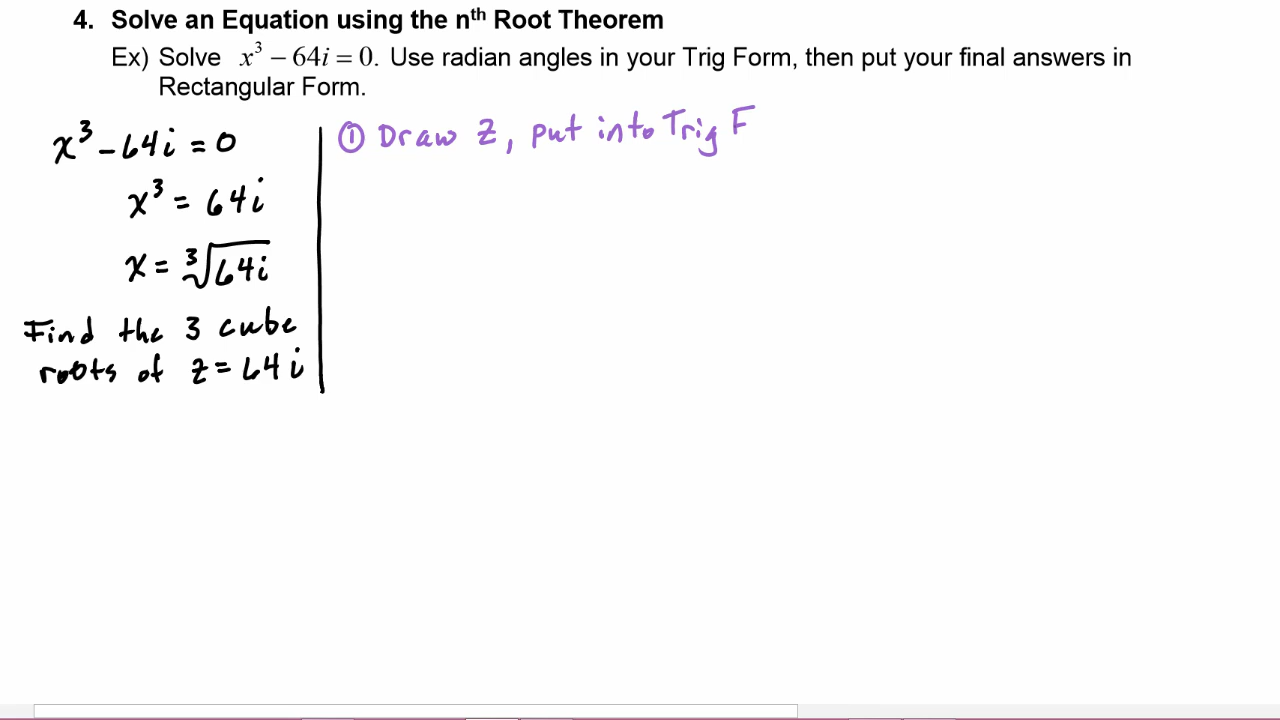 4. Solve an Equation using the nth Root Theorem
Ex) Solve x³ − 64i = 0. Use radian angles in your Trig Form, then put your final answers in
Rectangular Form.
x³ − 64i = 0
x³ = 64i
x = ∛64i
Find the 3 cube
roots of z = 64i
① Draw z, put into Trig F